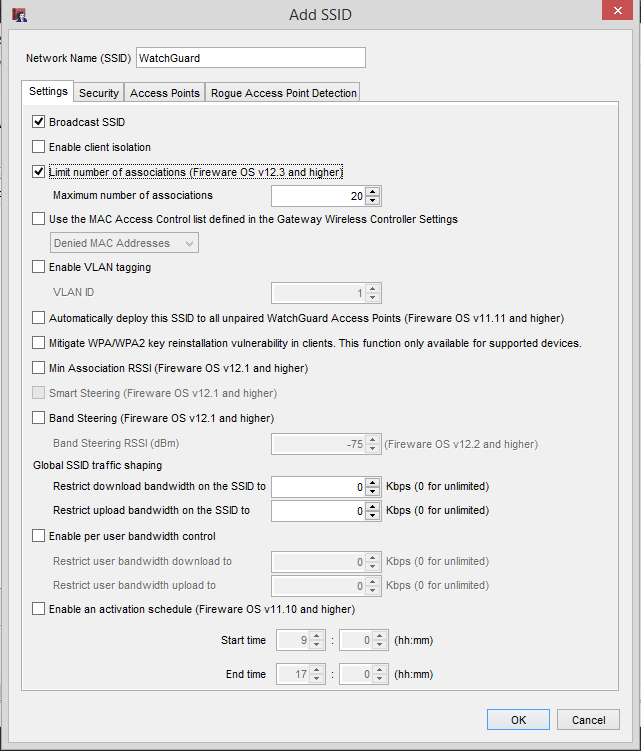 Add SSID
Network Name (SSID) WatchGuard
Settings Security Access Points Rogue Access Point Detection
Broadcast SSID
Enable client isolation
Limit number of associations (Fireware OS v12.3 and higher)
Maximum number of associations 20
Use the MAC Access Control list defined in the Gateway Wireless Controller Settings
Denied MAC Addresses
Enable VLAN tagging
VLAN ID 1
Automatically deploy this SSID to all unpaired WatchGuard Access Points (Fireware OS v11.11 and higher)
Mitigate WPA/WPA2 key reinstallation vulnerability in clients. This function only available for supported devices.
Min Association RSSI (Fireware OS v12.1 and higher)
Smart Steering (Fireware OS v12.1 and higher)
Band Steering (Fireware OS v12.1 and higher)
Band Steering RSSI (dBm) -75 (Fireware OS v12.2 and higher)
Global SSID traffic shaping
Restrict download bandwidth on the SSID to 0 Kbps (0 for unlimited)
Restrict upload bandwidth on the SSID to 0 Kbps (0 for unlimited)
Enable per user bandwidth control
Restrict user bandwidth download to 0 Kbps (0 for unlimited)
Restrict user bandwidth upload to 0 Kbps (0 for unlimited)
Enable an activation schedule (Fireware OS v11.10 and higher)
Start time 9 : 0 (hh:mm)
End time 17 : 0 (hh:mm)
OK Cancel